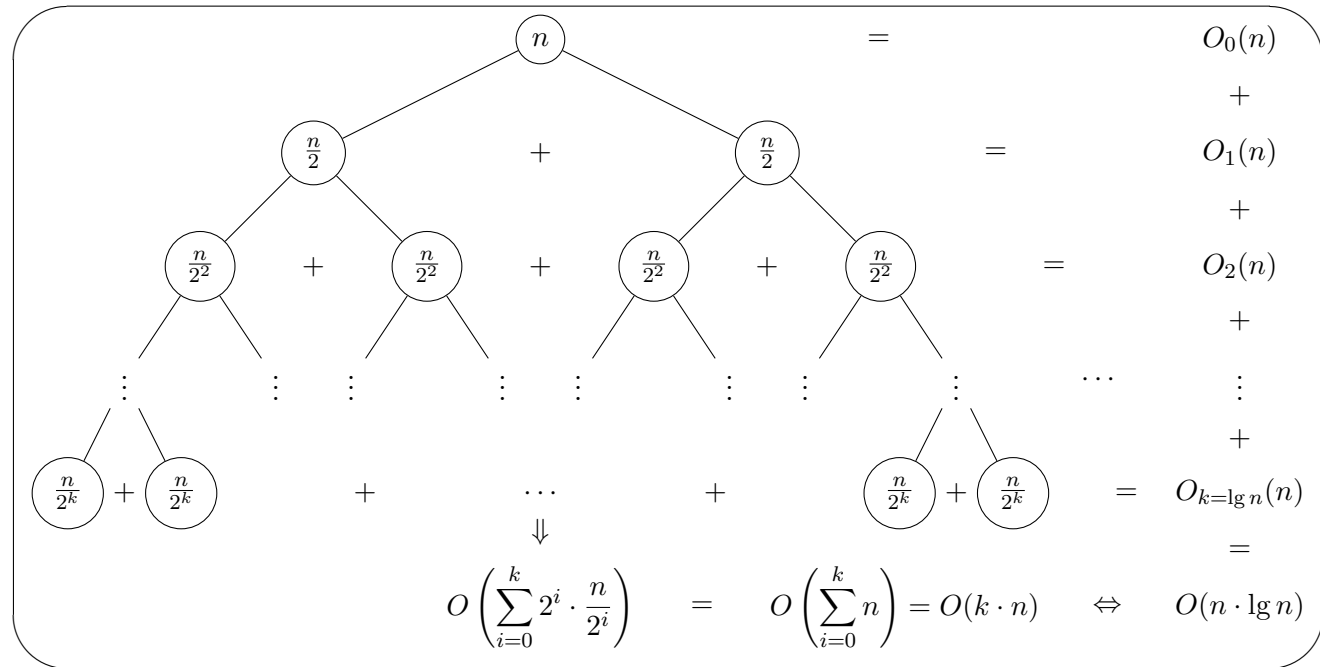 n = O_0(n)
+
n/2 + n/2 = O_1(n)
+
n/2^2 + n/2^2 + n/2^2 + n/2^2 = O_2(n)
+
⋮ ⋮ ⋮ ⋮ ⋮ ⋮ ⋮ ⋮ ⋯ ⋮
+
n/2^k + n/2^k + ⋯ + n/2^k + n/2^k = O_{k=lg n}(n)
⇓ =
O(∑_{i=0}^{k} 2^i · n/2^i) = O(∑_{i=0}^{k} n) = O(k · n) ⇔ O(n · lg n)